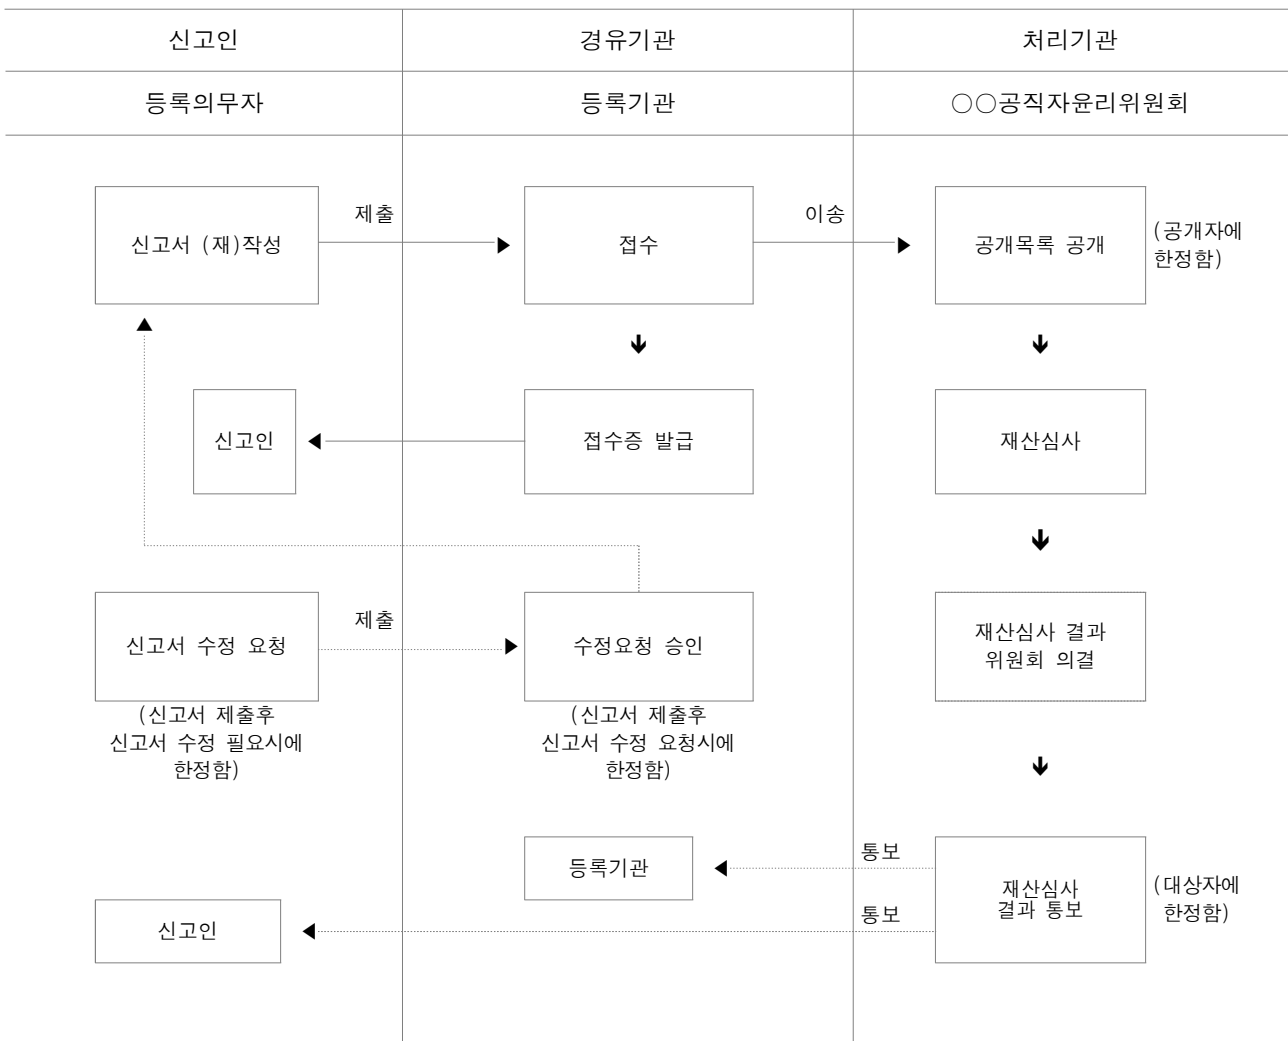 신고인
경유기관
처리기관
등록의무자
등록기관
○○공직자윤리위원회
신고서 (재)작성
제출
접수
이송
공개목록 공개
(공개자에
한정함)
신고인
접수증 발급
재산심사
신고서 수정 요청
제출
수정요청 승인
재산심사 결과
위원회 의결
(신고서 제출후
신고서 수정 필요시에
한정함)
(신고서 제출후
신고서 수정 요청시에
한정함)
등록기관
통보
신고인
통보
재산심사
결과 통보
(대상자에
한정함)